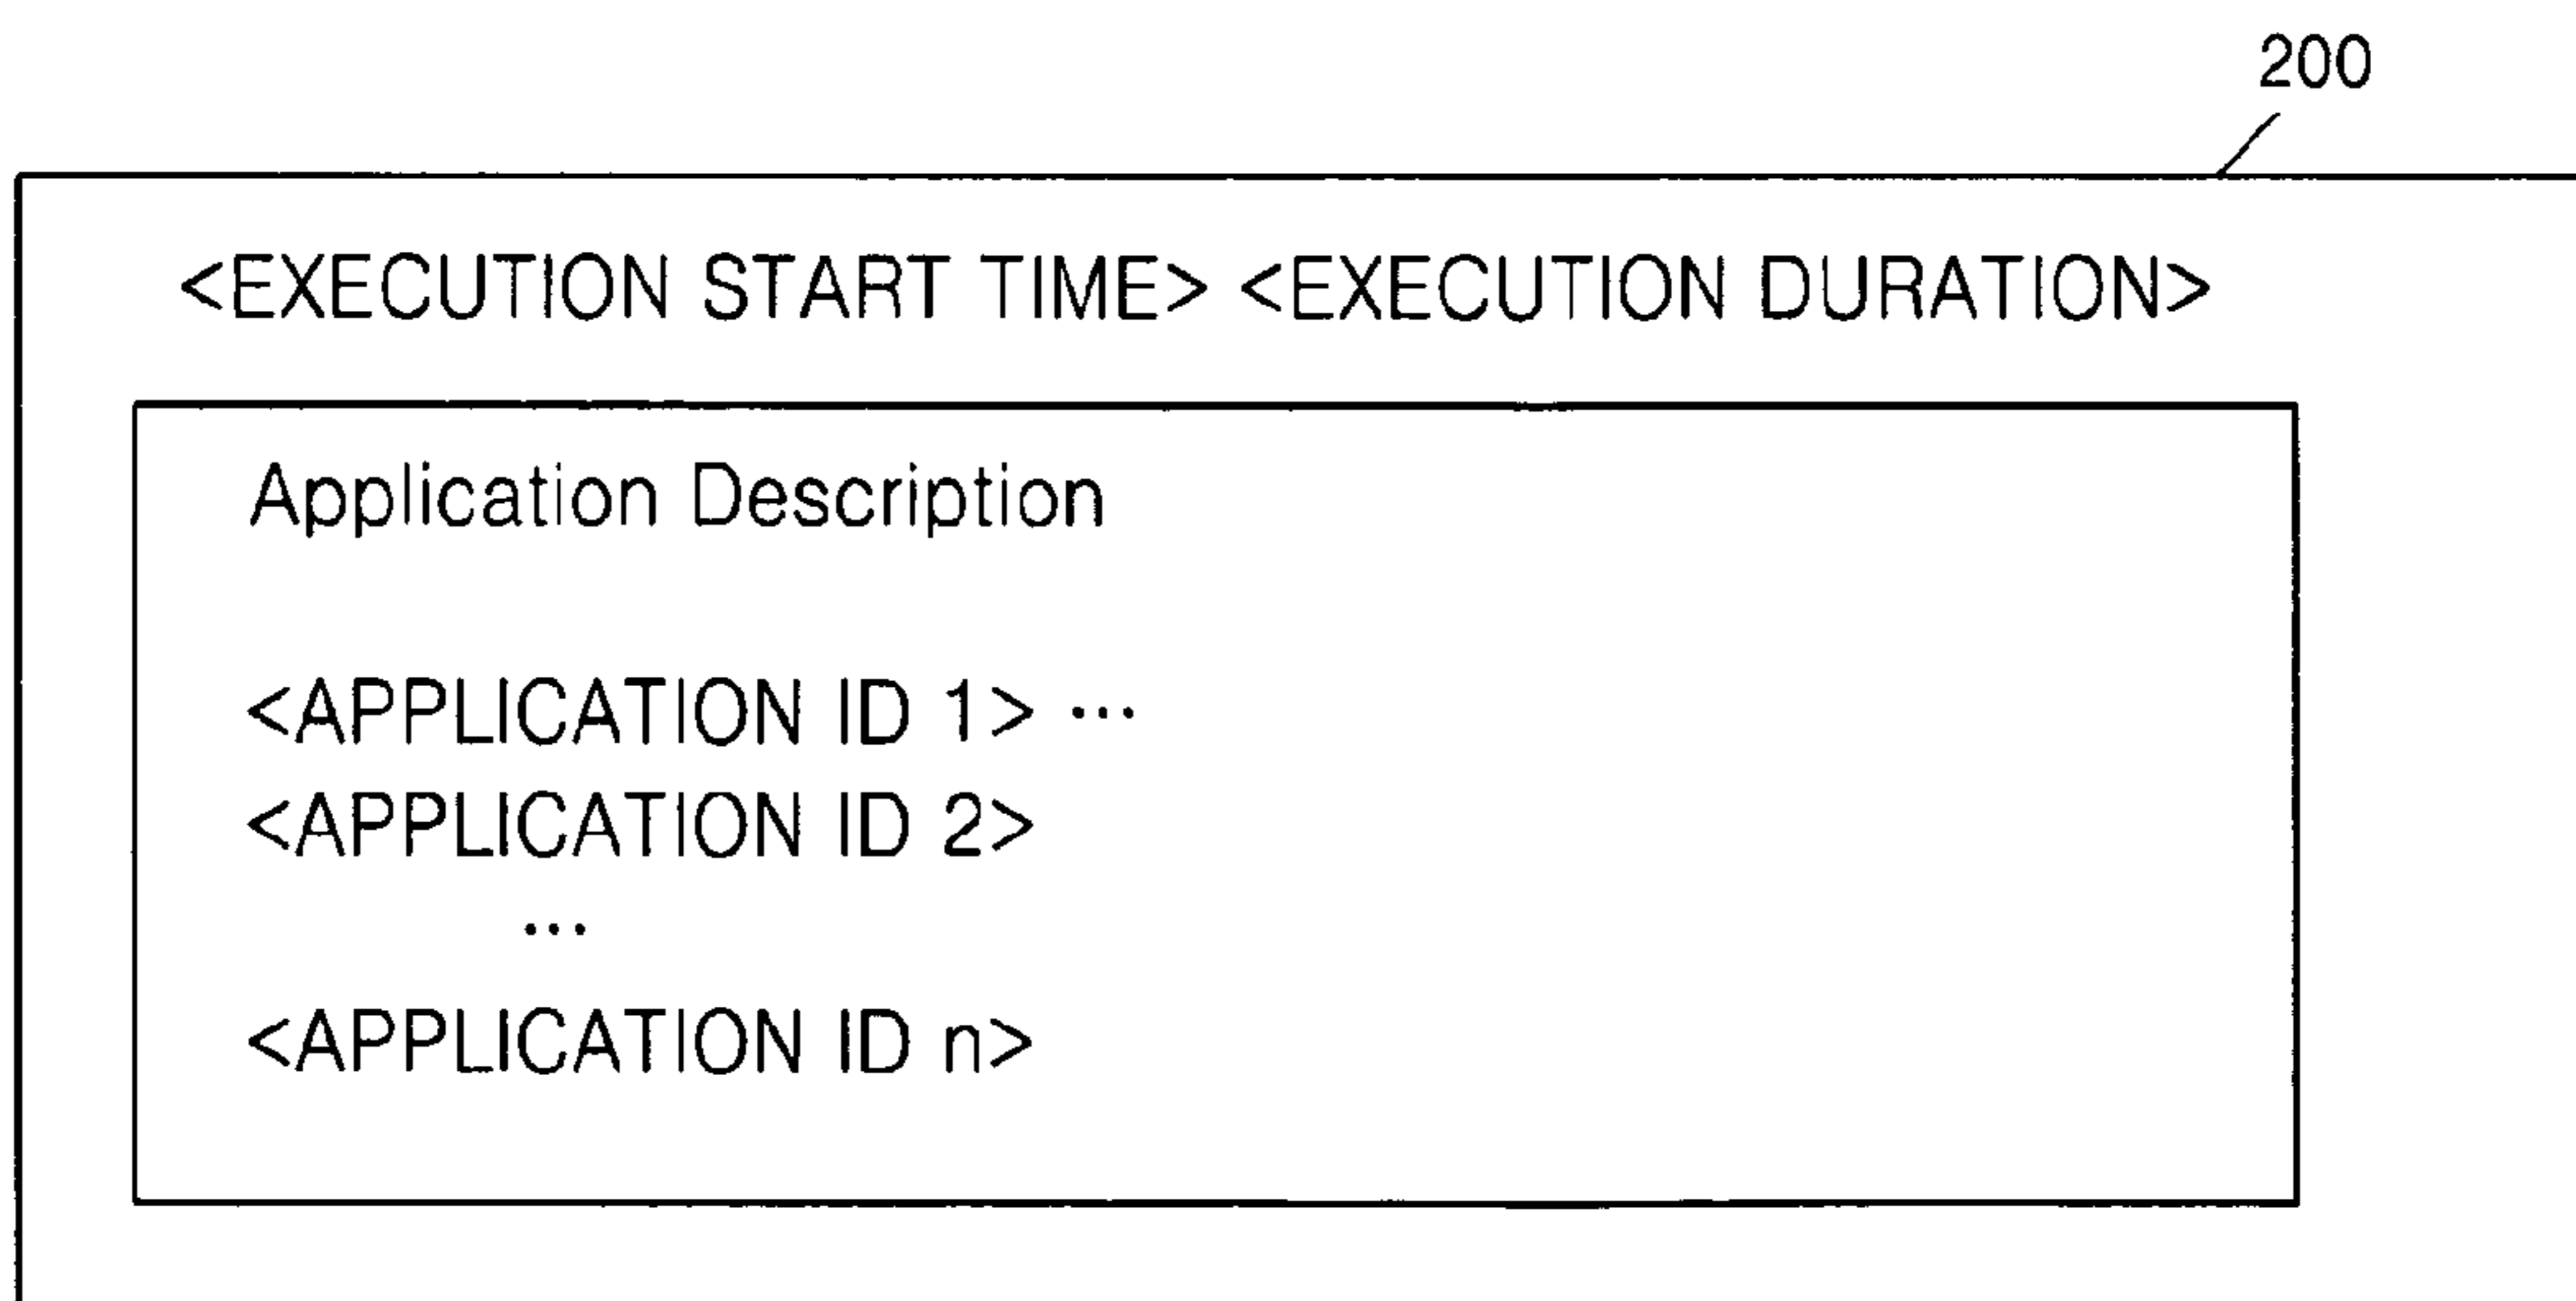 200
<EXECUTION START TIME> <EXECUTION DURATION>
Application Description
<APPLICATION ID 1> ···
<APPLICATION ID 2>
···
<APPLICATION ID n>